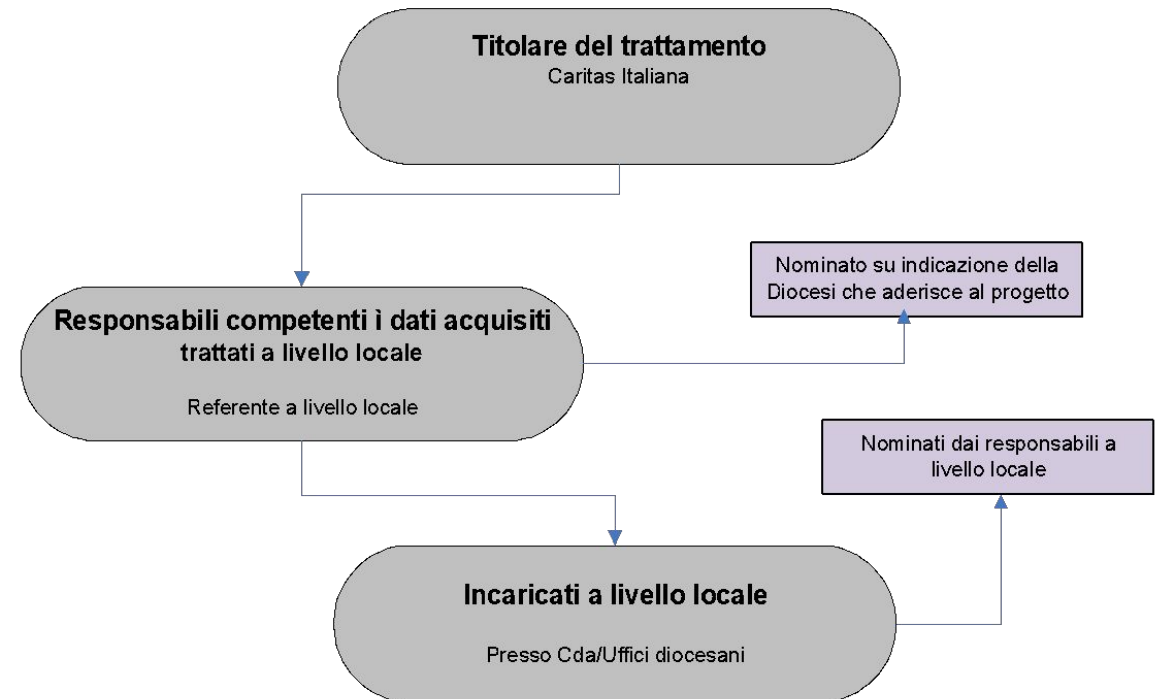 Titolare del trattamento
Caritas Italiana
Nominato su indicazione della
Diocesi che aderisce al progetto
Responsabili competenti ì dati acquisiti
trattati a livello locale
Referente a livello locale
Nominati dai responsabili a
livello locale
Incaricati a livello locale
Presso Cda/Uffici diocesani